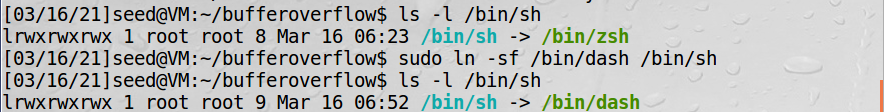 [03/16/21]seed@VM:~/bufferoverflow$ ls -l /bin/sh
lrwxrwxrwx 1 root root 8 Mar 16 06:23 /bin/sh -> /bin/zsh
[03/16/21]seed@VM:~/bufferoverflow$ sudo ln -sf /bin/dash /bin/sh
[03/16/21]seed@VM:~/bufferoverflow$ ls -l /bin/sh
lrwxrwxrwx 1 root root 9 Mar 16 06:52 /bin/sh -> /bin/dash